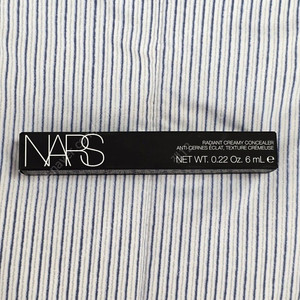 NARS
RADIANT CREAMY CONCEALER
ANTI-CERNES ÉCLAT, TEXTURE CRÉMEUSE
NET WT. 0.22 Oz. 6 mL e